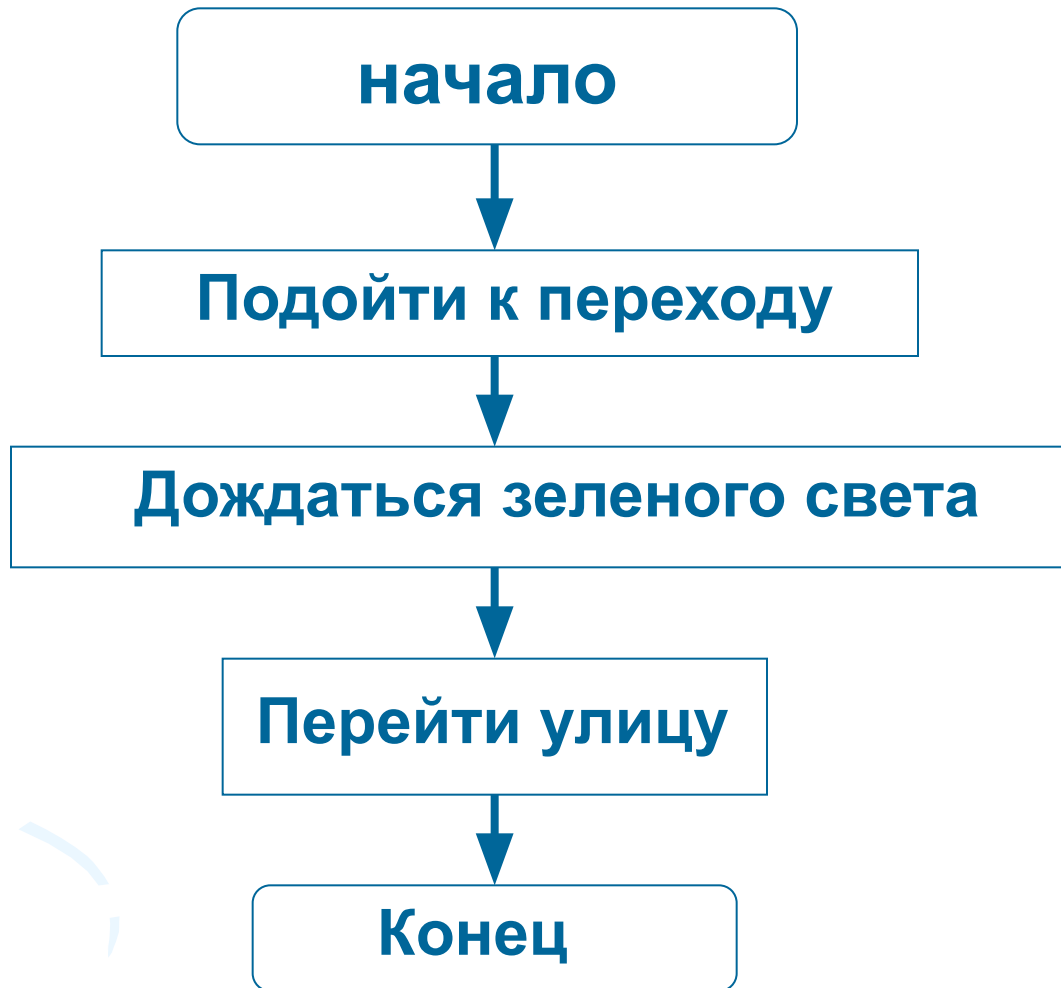 начало
Подойти к переходу
Дождаться зеленого света
Перейти улицу
Конец